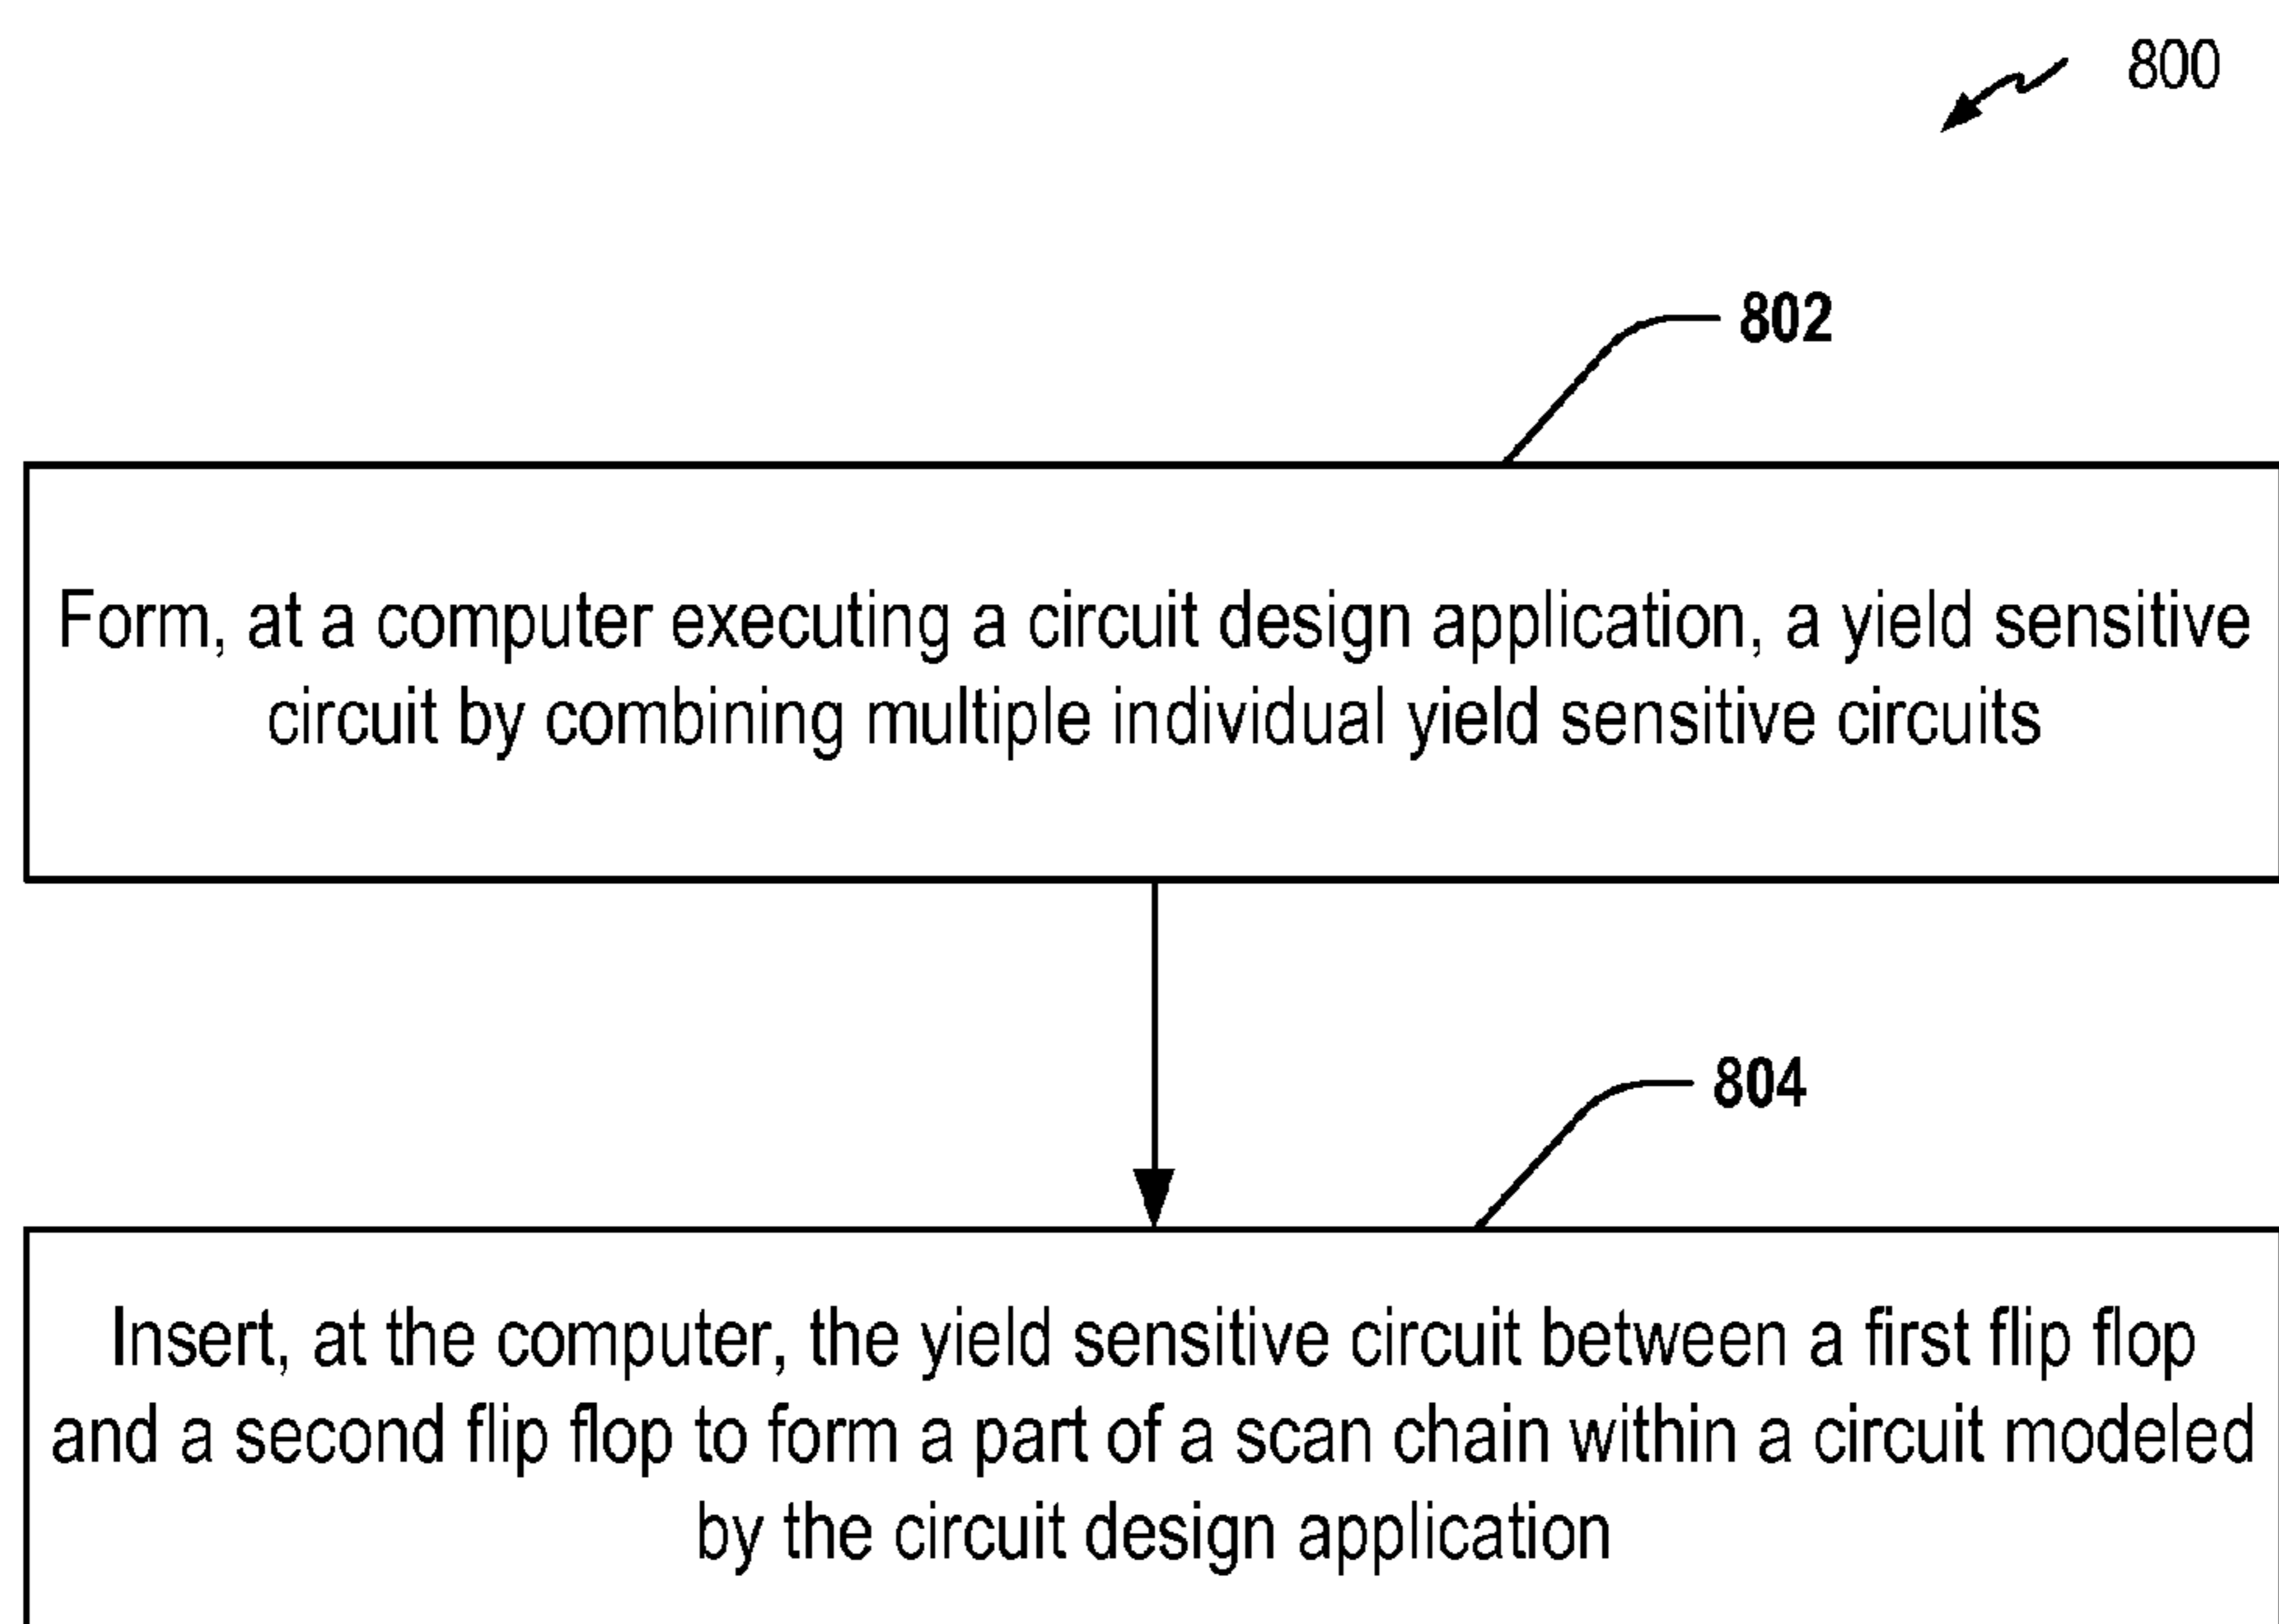 800
802
Form, at a computer executing a circuit design application, a yield sensitive
circuit by combining multiple individual yield sensitive circuits
804
Insert, at the computer, the yield sensitive circuit between a first flip flop
and a second flip flop to form a part of a scan chain within a circuit modeled
by the circuit design application